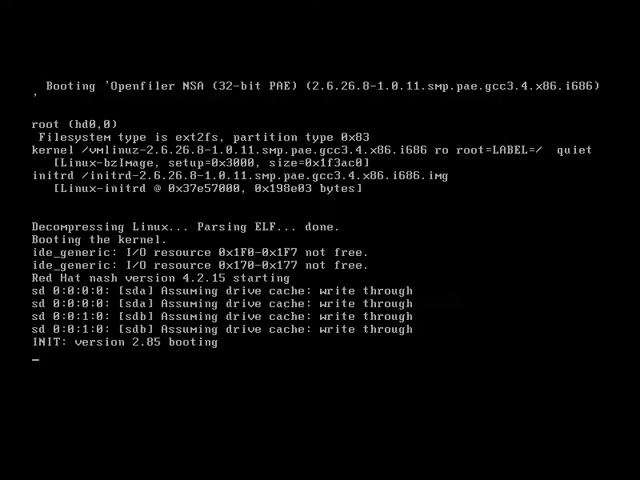 Booting 'Openfiler NSA (32-bit PAE) (2.6.26.8-1.0.11.smp.pae.gcc3.4.x86.i686)
'
root (hd0,0)
Filesystem type is ext2fs, partition type 0x83
kernel /vmlinuz-2.6.26.8-1.0.11.smp.pae.gcc3.4.x86.i686 ro root=LABEL=/  quiet
[Linux-bzImage, setup=0x3000, size=0x1f3ac0]
initrd /initrd-2.6.26.8-1.0.11.smp.pae.gcc3.4.x86.i686.img
[Linux-initrd @ 0x37e57000, 0x198e03 bytes]
Decompressing Linux... Parsing ELF... done.
Booting the kernel.
ide_generic: I/O resource 0x1F0-0x1F7 not free.
ide_generic: I/O resource 0x170-0x177 not free.
Red Hat nash version 4.2.15 starting
sd 0:0:0:0: [sda] Assuming drive cache: write through
sd 0:0:0:0: [sda] Assuming drive cache: write through
sd 0:0:1:0: [sdb] Assuming drive cache: write through
sd 0:0:1:0: [sdb] Assuming drive cache: write through
INIT: version 2.85 booting
_